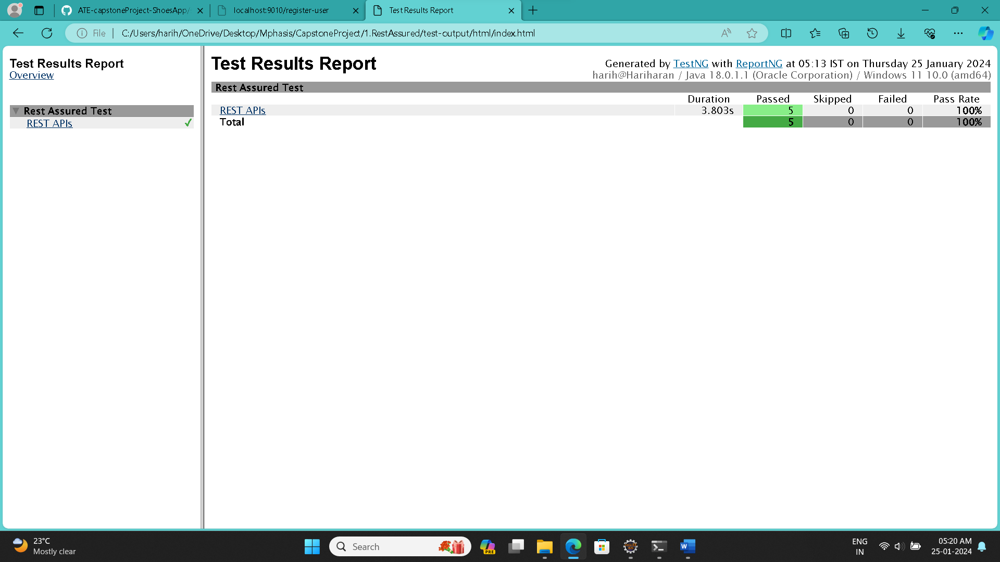 ATE-capstoneProject-ShoesApp/
localhost:9010/register-user
Test Results Report
File
C:/Users/harih/OneDrive/Desktop/Mphasis/CapstoneProject/1.RestAssured/test-output/html/index.html
Test Results Report
Overview
Rest Assured Test
REST APIs
Test Results Report
Generated by TestNG with ReportNG at 05:13 IST on Thursday 25 January 2024
harih@Hariharan / Java 18.0.1.1 (Oracle Corporation) / Windows 11 10.0 (amd64)
Rest Assured Test
Duration Passed Skipped Failed Pass Rate
REST APIs 3.803s 5 0 0 100%
Total 5 0 0 100%
23°C
Mostly clear
Search
PRE
ENG
IN
05:20 AM
25-01-2024